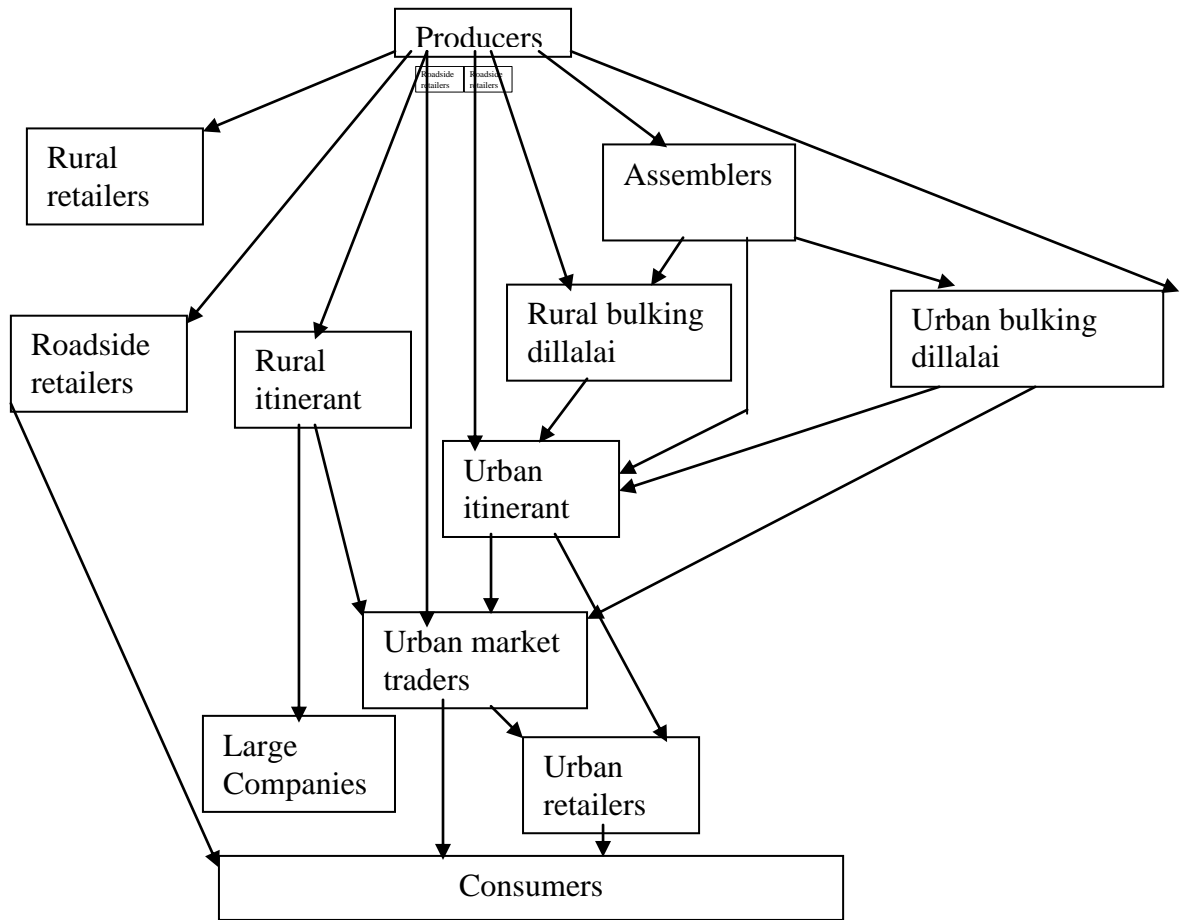 Producers
Roadside
retailers
Roadside
retailers
Rural
retailers
Assemblers
Roadside
retailers
Rural
itinerant
Rural bulking
dillalai
Urban bulking
dillalai
Urban
itinerant
Urban market
traders
Large
Companies
Urban
retailers
Consumers